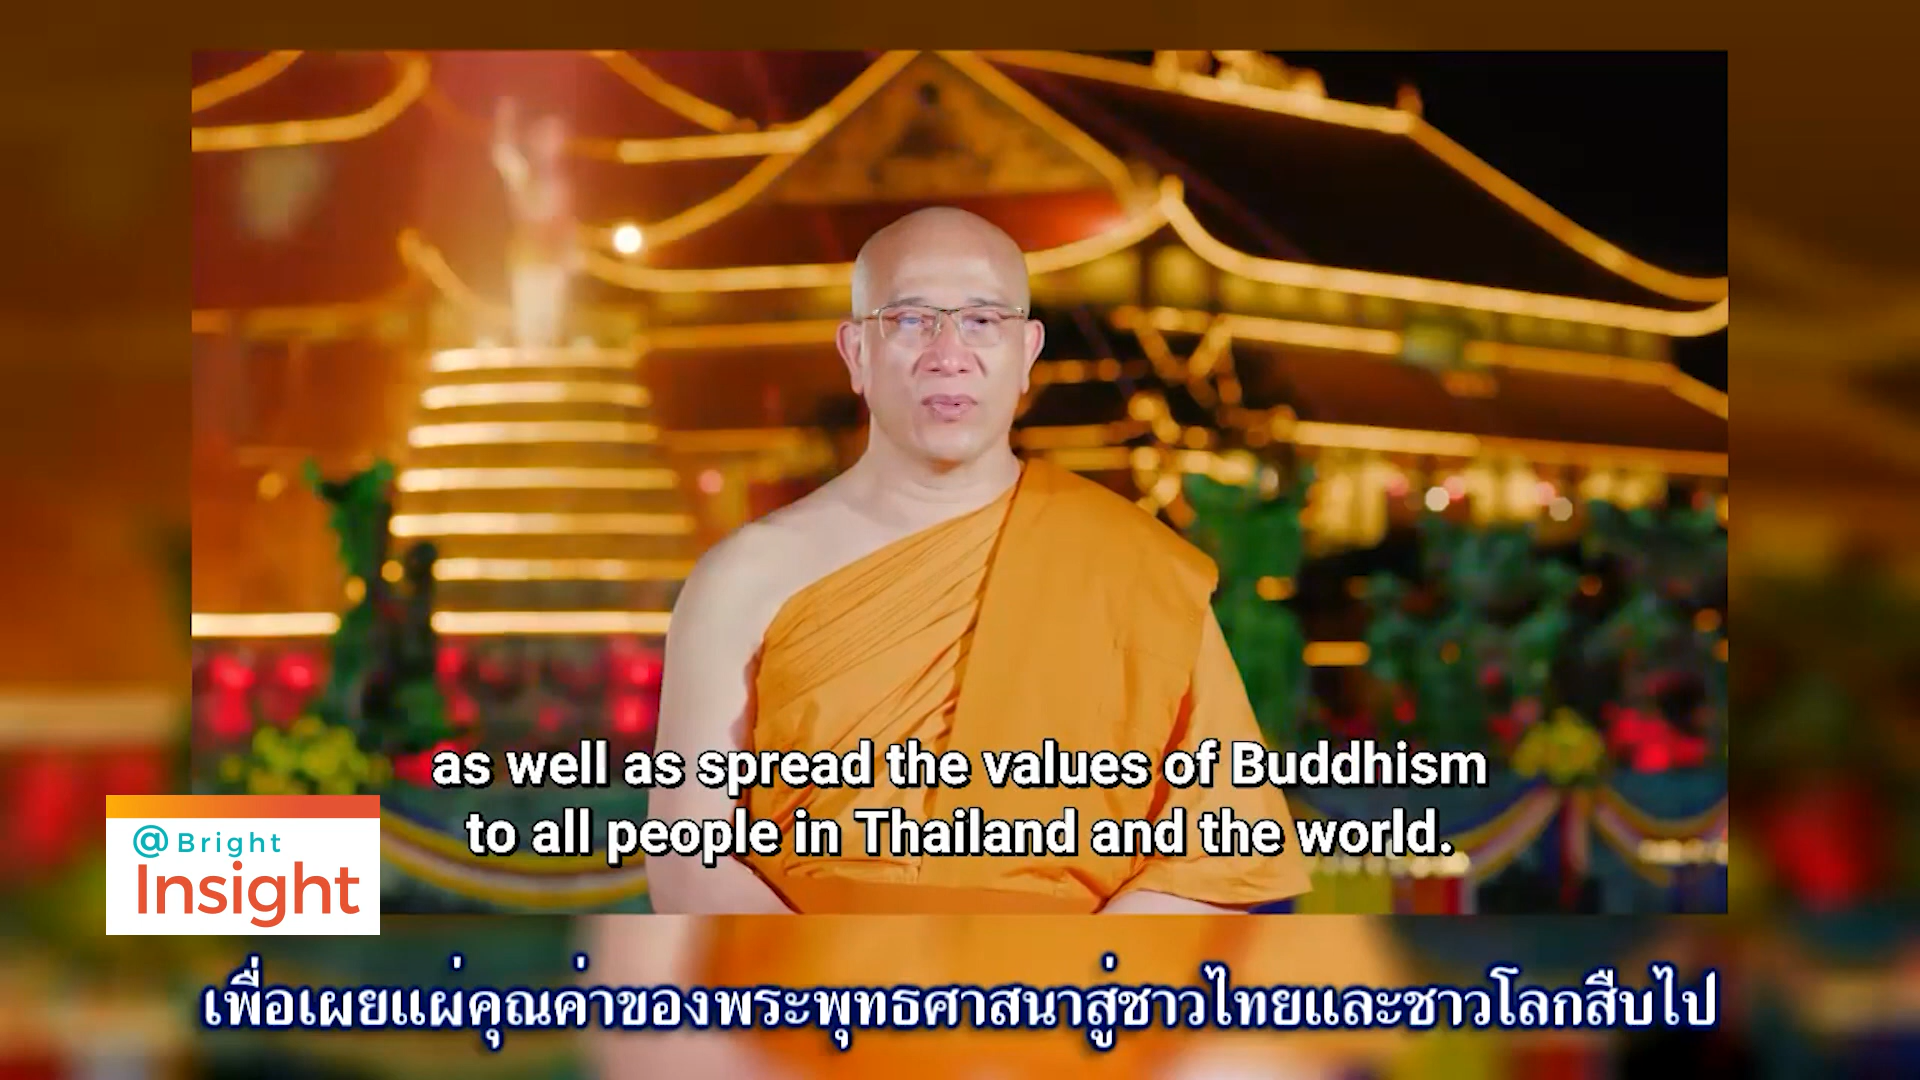 as well as spread the values of Buddhism
to all people in Thailand and the world.
@Bright
Insight
เพื่อเผยแผ่คุณค่าของพระพุทธศาสนาสู่ชาวไทยและชาวโลกสืบไป